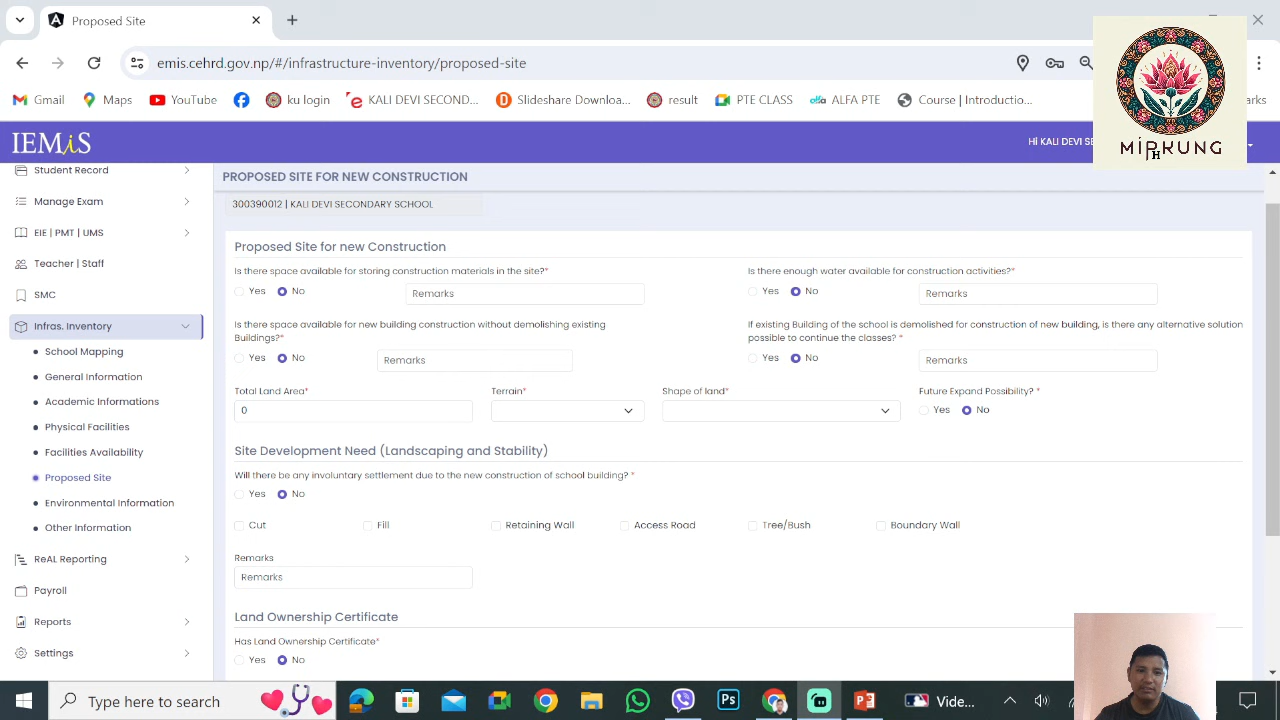 Proposed Site
emis.cehrd.gov.np/#/infrastructure-inventory/proposed-site
Gmail
Maps
YouTube
ku login
KALI DEVI SECOND...
Slideshare Downloa...
result
PTE CLASS
ALFA PTE
Course | Introductio...
MIRKUNG
IEMIS
Hi KALI DEVI SE
Student Record
Manage Exam
EIE | PMT | UMS
Teacher | Staff
SMC
Infras. Inventory
School Mapping
General Information
Academic Informations
Physical Facilities
Facilities Availability
Proposed Site
Environmental Information
Other Information
ReAL Reporting
Payroll
Reports
Settings
PROPOSED SITE FOR NEW CONSTRUCTION
300390012 | KALI DEVI SECONDARY SCHOOL
Proposed Site for new Construction
Is there space available for storing construction materials in the site?*
Yes No Remarks
Is there enough water available for construction activities?*
Yes No Remarks
Is there space available for new building construction without demolishing existing
Buildings?*
Yes No Remarks
If existing Building of the school is demolished for construction of new building, is there any alternative solution
possible to continue the classes? *
Yes No Remarks
Total Land Area*
0
Terrain*
Shape of land*
Future Expand Possibility? *
Yes No
Site Development Need (Landscaping and Stability)
Will there be any involuntary settlement due to the new construction of school building? *
Yes No
Cut Fill Retaining Wall Access Road Tree/Bush Boundary Wall
Remarks
Remarks
Land Ownership Certificate
Has Land Ownership Certificate*
Yes No
Type here to search
Vide...